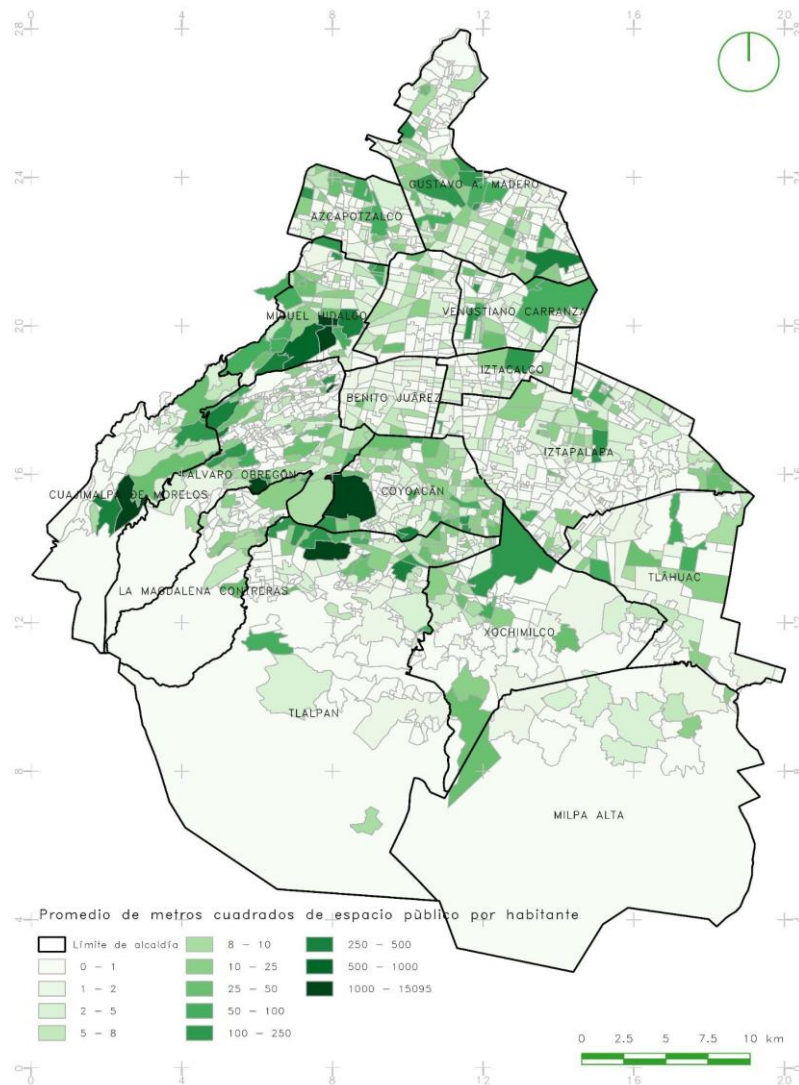 28
28
24
24
GUSTAVO A. MADERO
AZCAPOTZALCO
20
20
MIGUEL HIDALGO
VENUSTIANO CARRANZA
IZTACALCO
BENITO JUÁREZ
IZTAPALAPA
16
16
ÁLVARO OBREGÓN
COYOACÁN
CUAJIMALPA DE MORELOS
TLÁHUAC
LA MAGDALENA CONTRERAS
12
12
XOCHIMILCO
TLALPAN
8
8
MILPA ALTA
4
4
Promedio de metros cuadrados de espacio público por habitante
Límite de alcaldía
8 - 10
250 - 500
0 - 1
10 - 25
500 - 1000
1 - 2
25 - 50
1000 - 15095
2 - 5
50 - 100
5 - 8
100 - 250
0 2.5 5 7.5 10 km
0
0
0 4 8 12 16 20